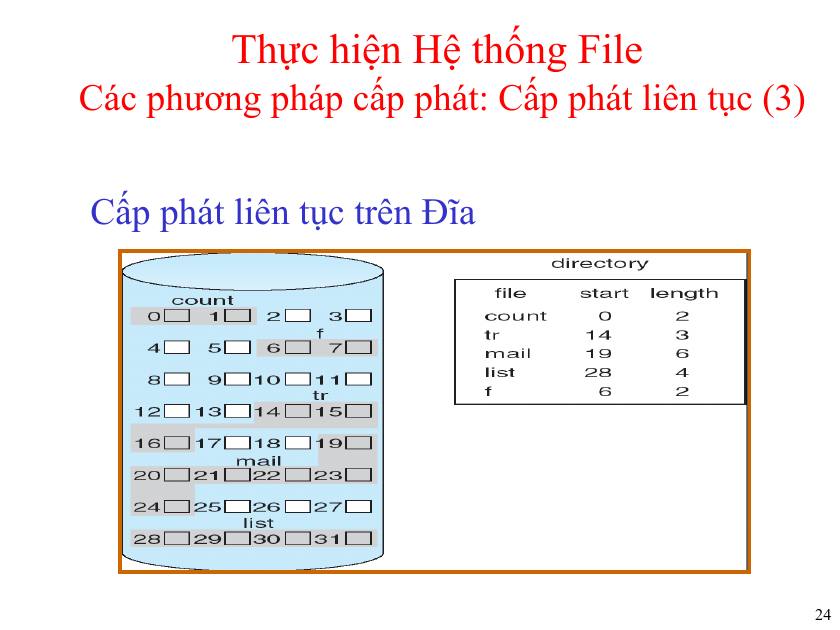 Thực hiện Hệ thống File
Các phương pháp cấp phát: Cấp phát liên tục (3)
Cấp phát liên tục trên Đĩa
count
0 1 2 3
f
4 5 6 7
8 9 10 11
tr
12 13 14 15
16 17 18 19
mail
20 21 22 23
24 25 26 27
list
28 29 30 31
directory
file start length
count 0 2
tr 14 3
mail 19 6
list 28 4
f 6 2
24